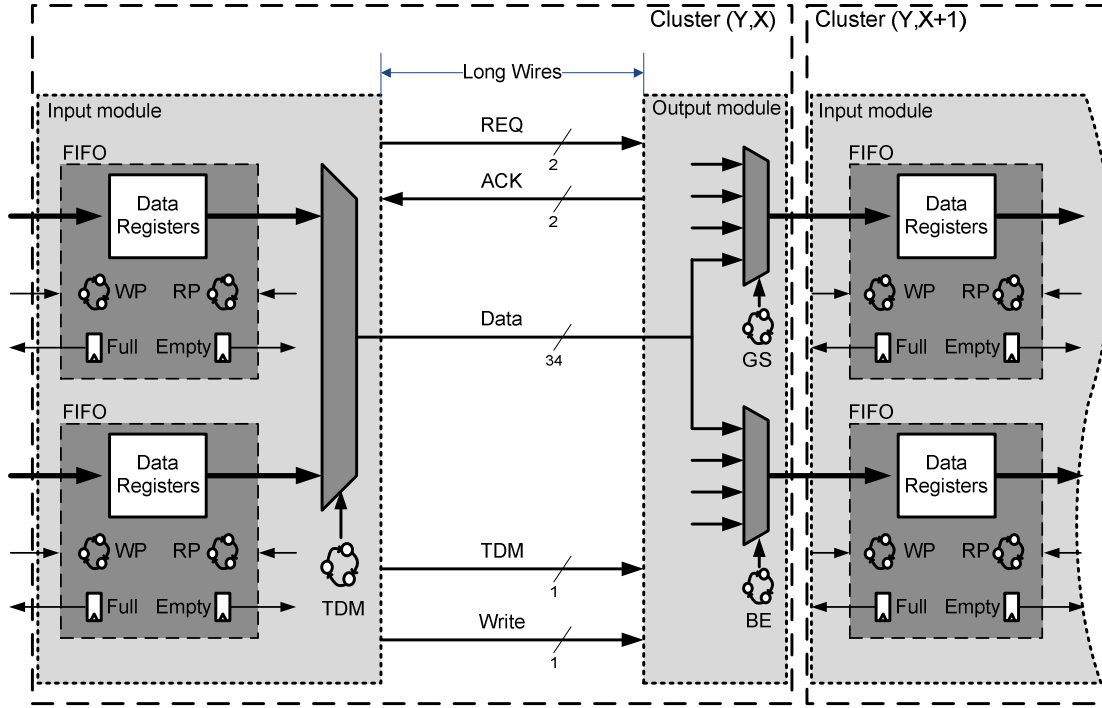 Cluster (Y,X)
Cluster (Y,X+1)
Long Wires
Input module
Output module
Input module
REQ
2
ACK
2
Data
34
TDM
1
Write
1
FIFO
Data
Registers
WP
RP
Full
Empty
FIFO
Data
Registers
WP
RP
Full
Empty
TDM
GS
BE
FIFO
Data
Registers
WP
RP
Full
Empty
FIFO
Data
Registers
WP
RP
Full
Empty